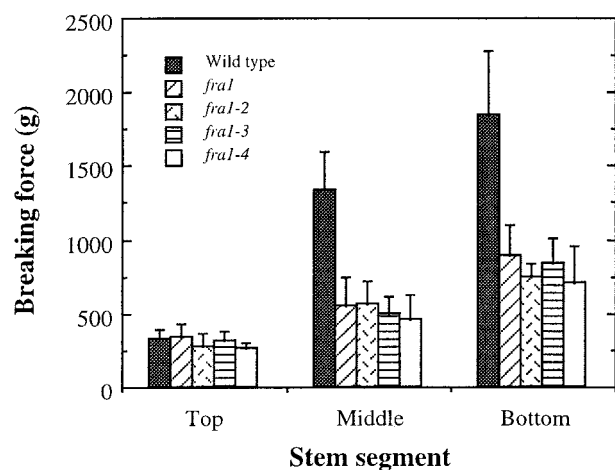 2500
2000
1500
1000
500
0
Breaking force (g)
Wild type
fra1
fra1-2
fra1-3
fra1-4
Top Middle Bottom
Stem segment